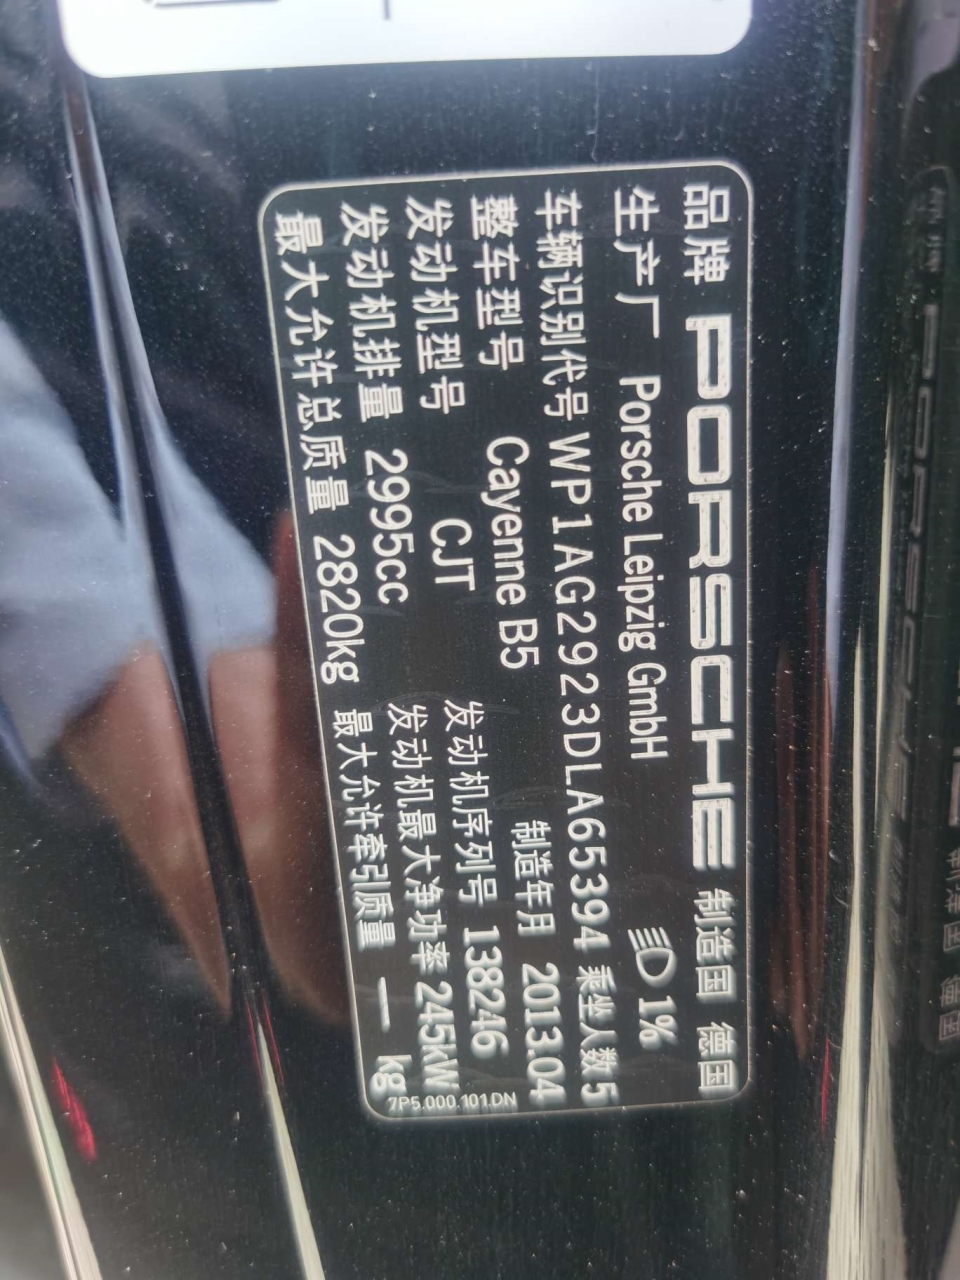 品牌 PORSCHE 制造国 德国
生产厂 Porsche Leipzig GmbH 1%
车辆识别代号 WP1AG2923DLA65394 乘坐人数 5
整车型号 Cayenne B5 制造年月 2013.04
发动机型号 CJT 发动机序列号 138246
发动机排量 2995cc 发动机最大净功率 245kW
最大允许总质量 2820kg 最大允许牵引质量 — kg
7P5.000.101.DN